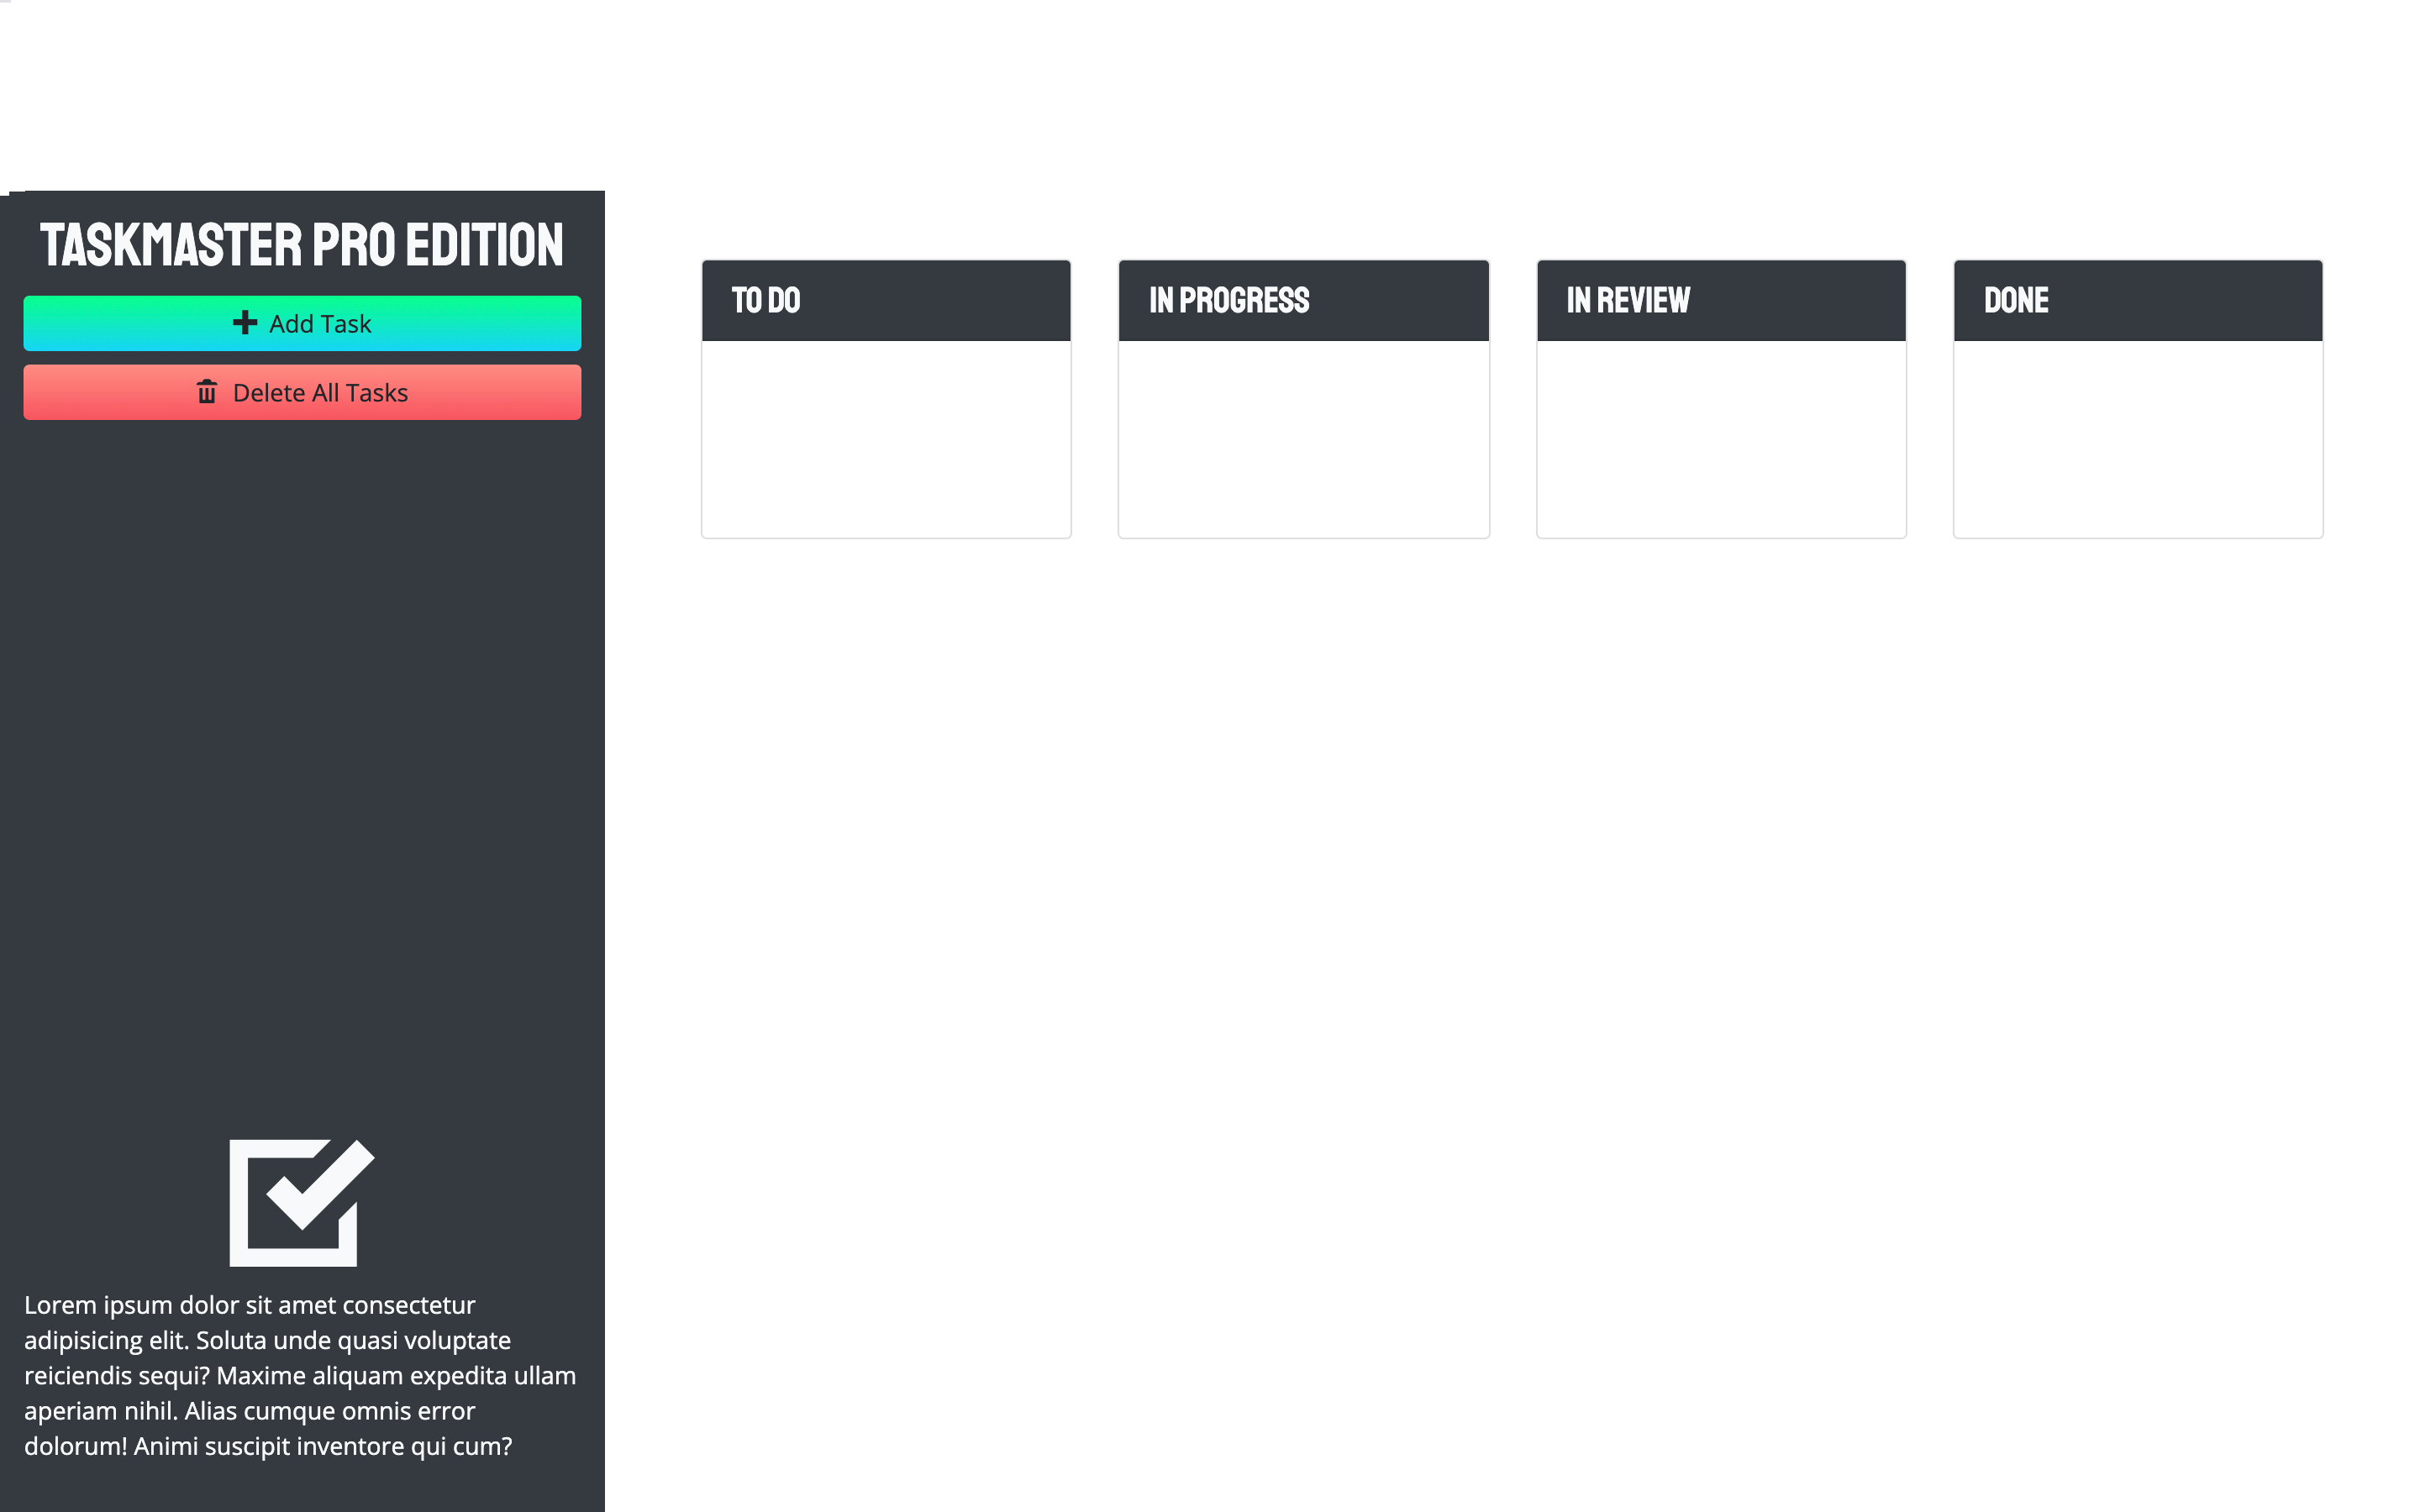 TASKMASTER PRO EDITION
Add Task
Delete All Tasks
TO DO
IN PROGRESS
IN REVIEW
DONE
Lorem ipsum dolor sit amet consectetur
adipisicing elit. Soluta unde quasi voluptate
reiciendis sequi? Maxime aliquam expedita ullam
aperiam nihil. Alias cumque omnis error
dolorum! Animi suscipit inventore qui cum?